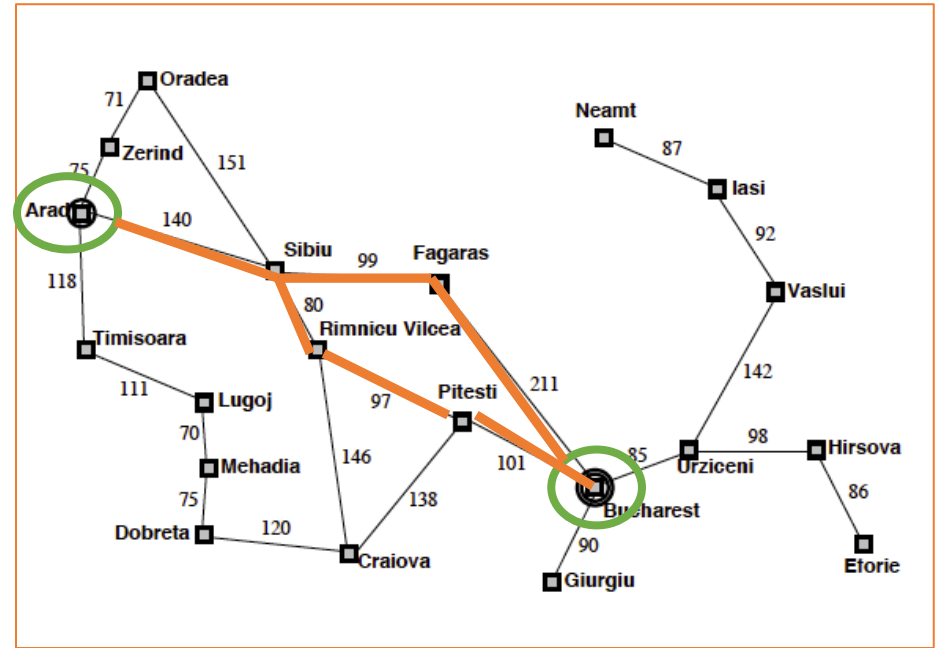 Oradea
71
Neamt
87
Zerind
151
75
Iasi
Arad
140
92
Sibiu
99
Fagaras
118
Vaslui
80
Rimnicu Vilcea
Timisoara
142
211
111
Lugoj
97
Pitesti
70
98
Hirsova
146
101
85
Urziceni
Mehadia
75
138
86
Bucharest
Dobreta
120
90
Craiova
Eforie
Giurgiu